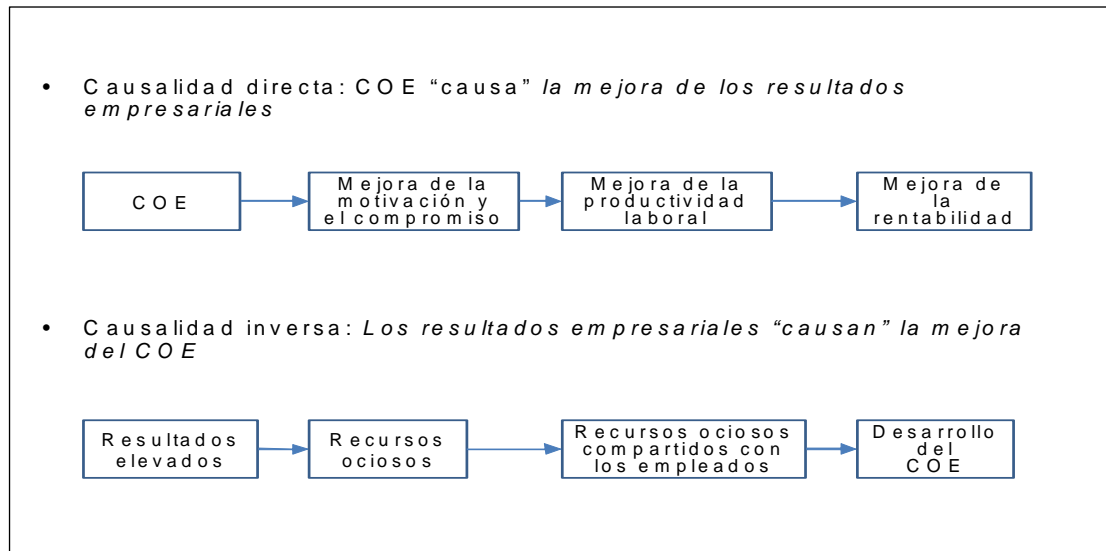 • Causalidad directa: COE “causa” la mejora de los resultados
empresariales
COE
Mejora de la
motivación y
el compromiso
Mejora de la
productividad
laboral
Mejora de
la
rentabilidad
• Causalidad inversa: Los resultados empresariales “causan” la mejora
del COE
Resultados
elevados
Recursos
ociosos
Recursos ociosos
compartidos con
los empleados
Desarrollo
del
COE